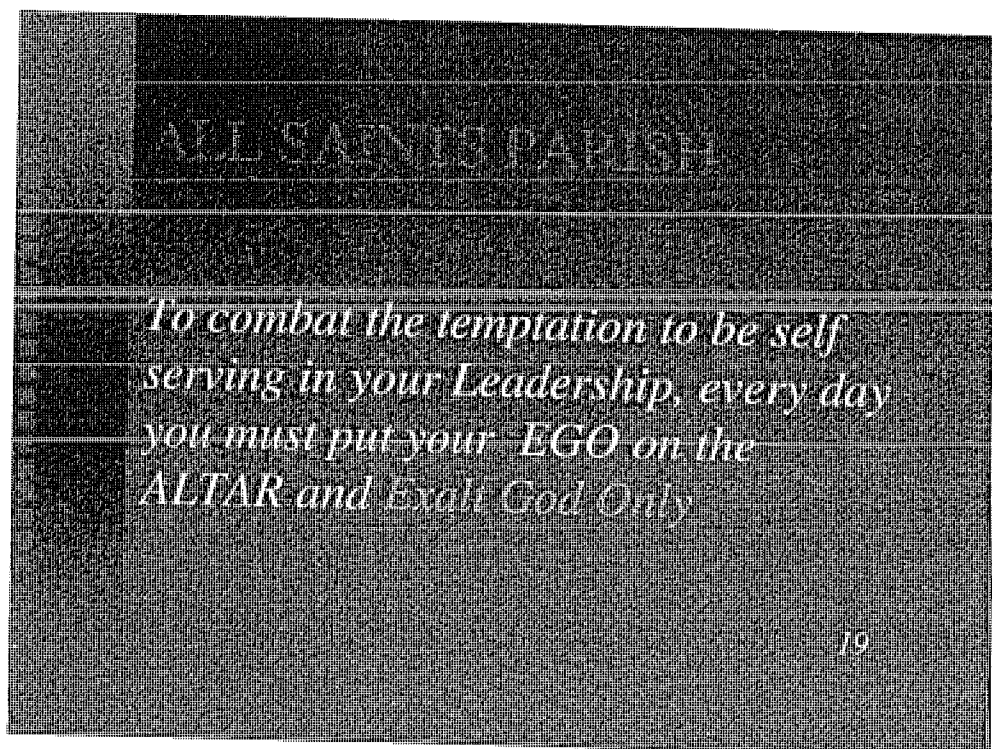 ALL SAINTS PARISH
To combat the temptation to be self
serving in your Leadership, every day
you must put your EGO on the
ALTAR and Exalt God Only
19